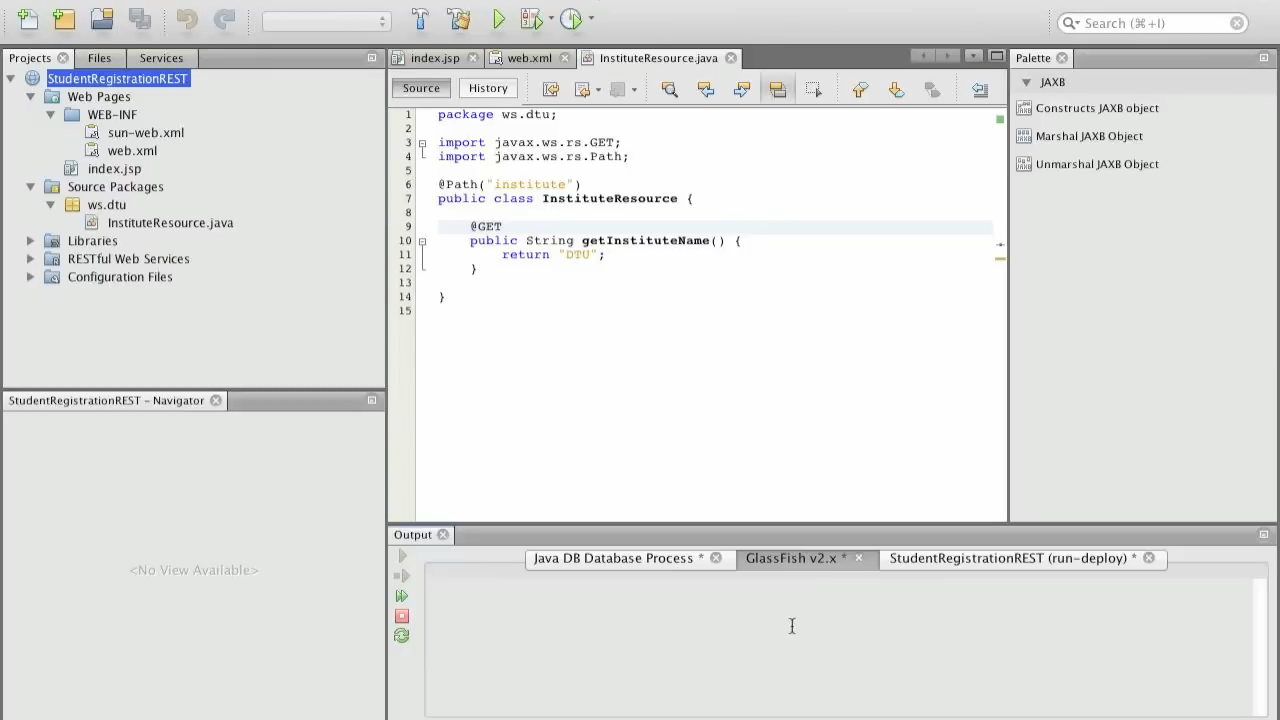 Search (⌘+I)
Projects
Files
Services
StudentRegistrationREST
Web Pages
WEB-INF
sun-web.xml
web.xml
index.jsp
Source Packages
ws.dtu
InstituteResource.java
Libraries
RESTful Web Services
Configuration Files
StudentRegistrationREST – Navigator
<No View Available>
index.jsp
web.xml
InstituteResource.java
Source
History
1 package ws.dtu;
2
3 import javax.ws.rs.GET;
4 import javax.ws.rs.Path;
5
6 @Path("institute")
7 public class InstituteResource {
8
9 @GET
10 public String getInstituteName() {
11 return "DTU";
12 }
13
14 }
15
Palette
JAXB
Constructs JAXB object
Marshal JAXB Object
Unmarshal JAXB Object
Output
Java DB Database Process *
GlassFish v2.x *
StudentRegistrationREST (run-deploy) *